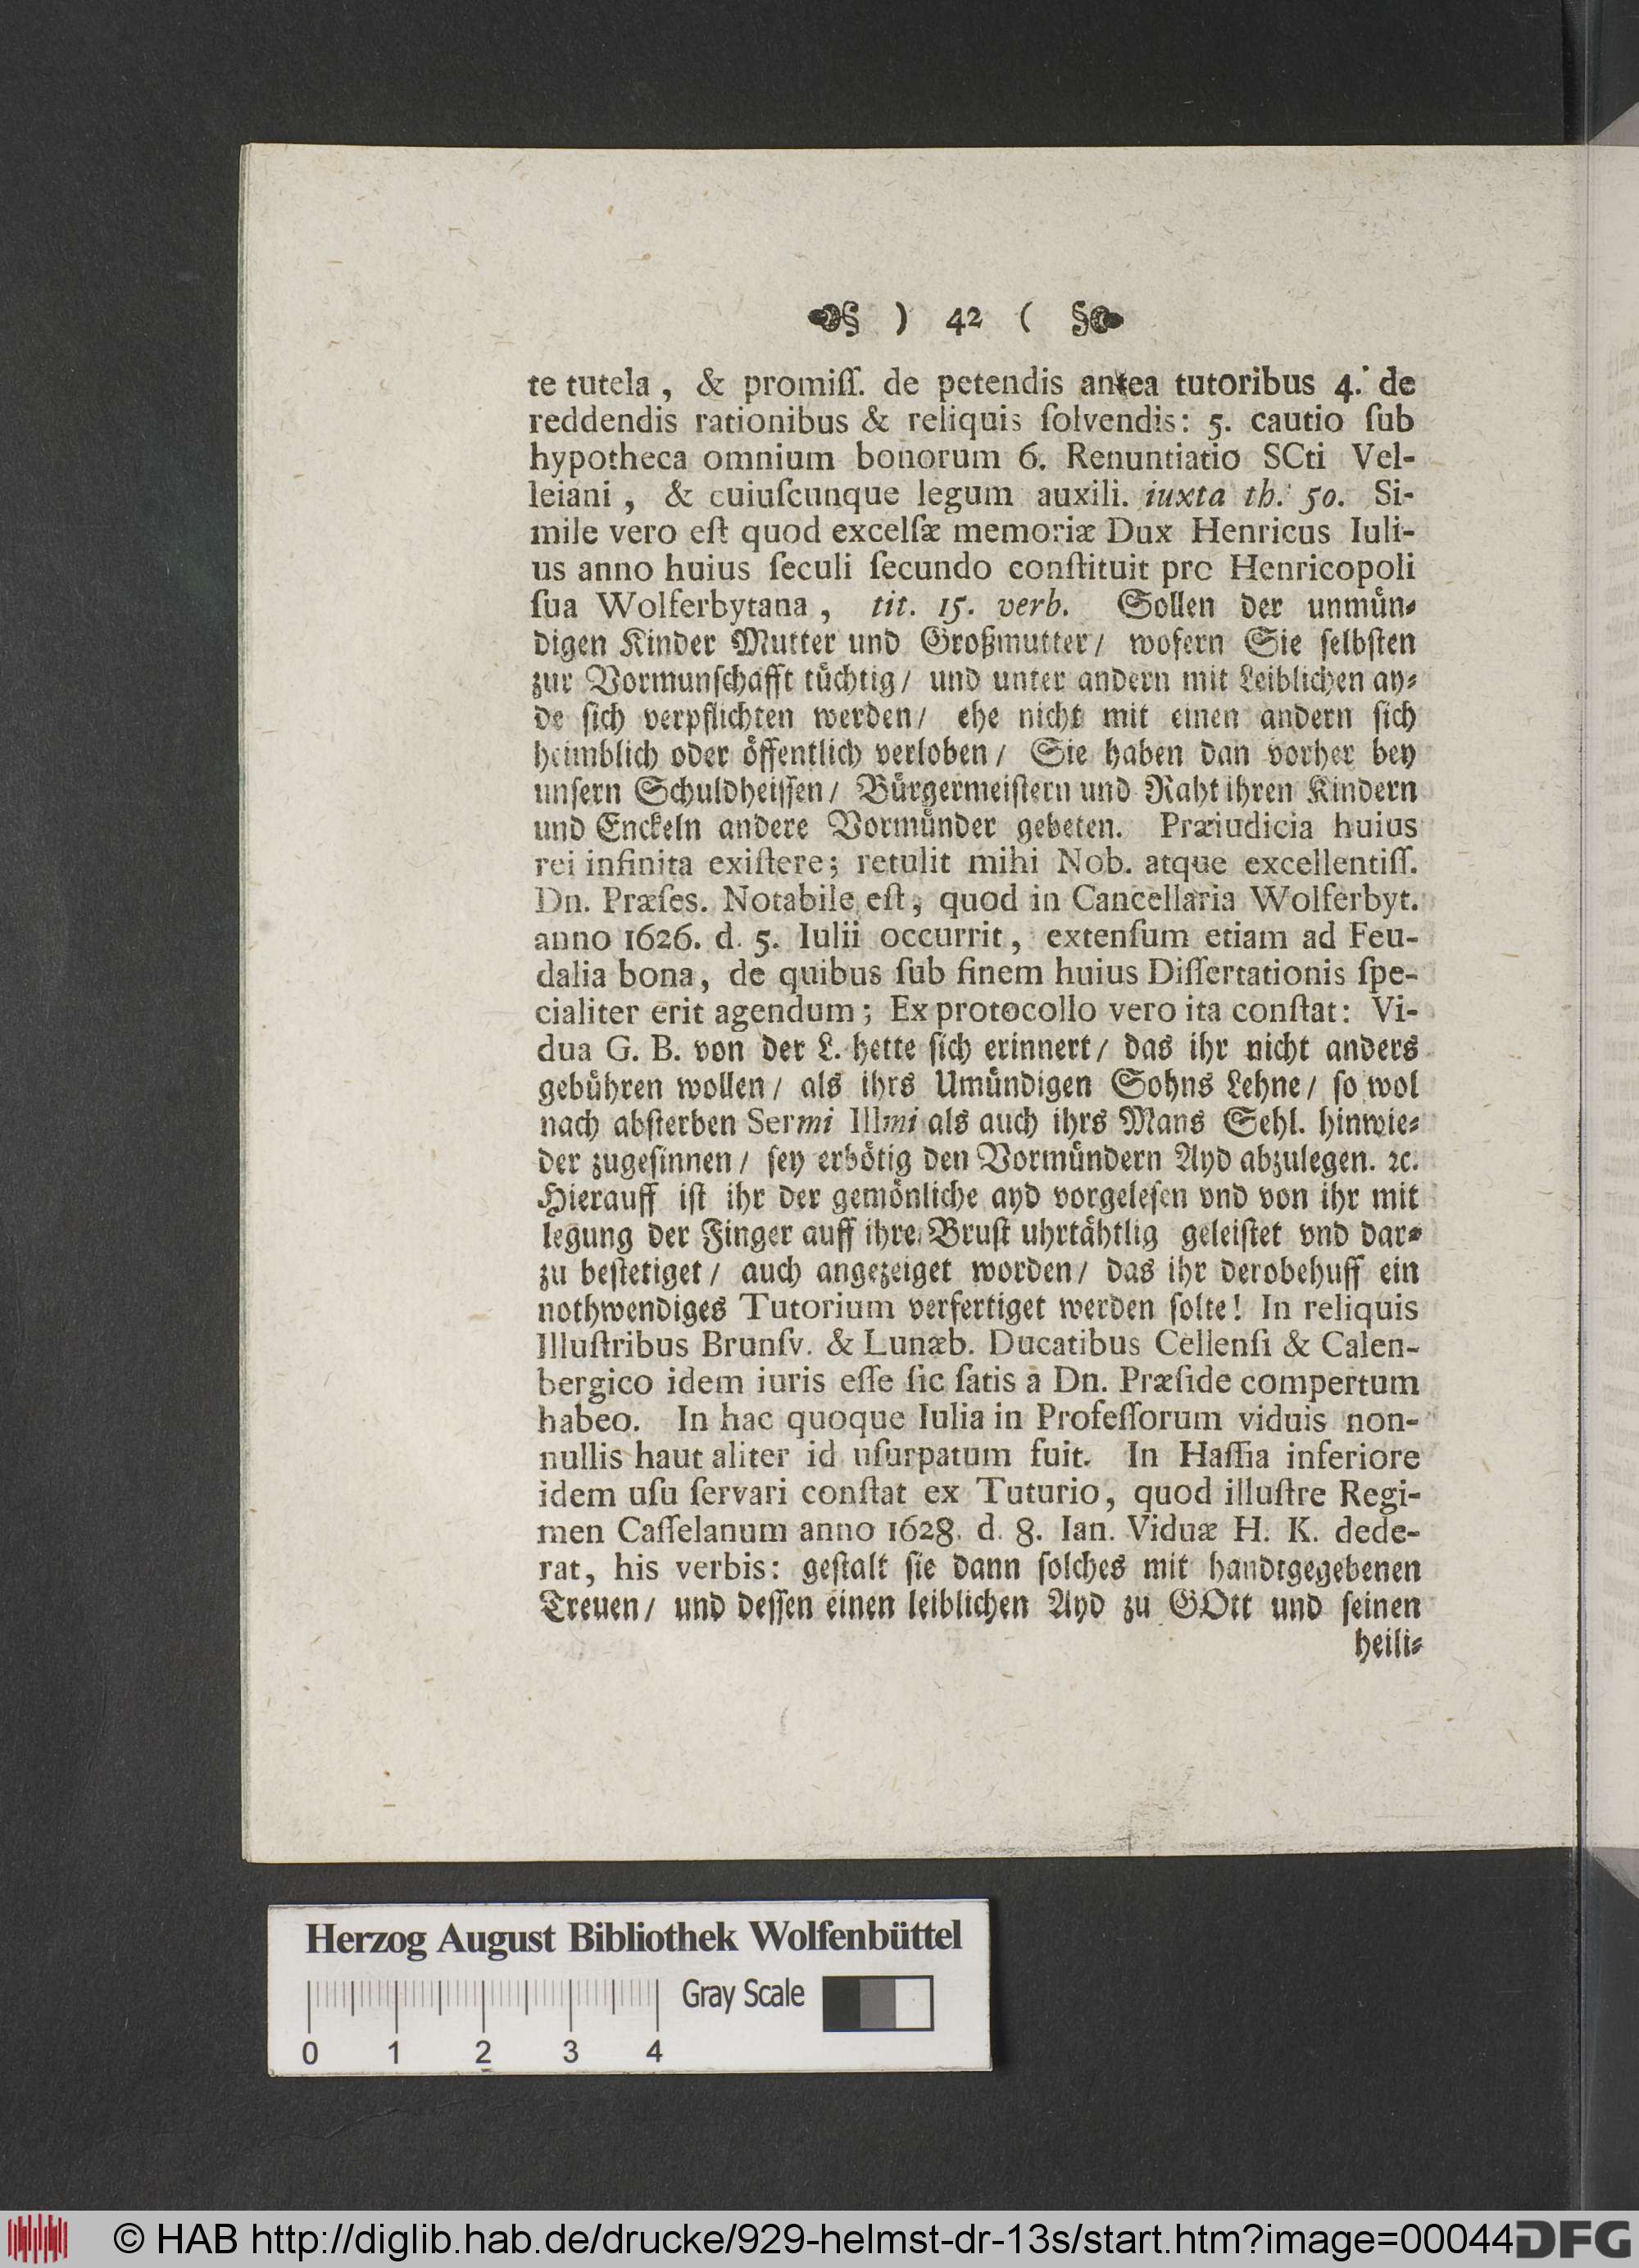 § ) 42 ( §
te tutela , & promiſſ. de petendis antea tutoribus 4. de
reddendis rationibus & reliquis ſolvendis: 5. cautio ſub
hypotheca omnium bonorum 6. Renuntiatio SCti Vel-
leiani , & cuiuſcunque legum auxili. iuxta th. 50. Si-
mile vero eſt quod excelſæ memoriæ Dux Henricus Iuli-
us anno huius ſeculi ſecundo conſtituit pro Henricopoli
ſua Wolferbytana , tit. 15. verb. Sollen der unmün-
digen Kinder Mutter und Großmutter/ wofern Sie ſelbſten
zur Vormunſchafft tüchtig/ und unter andern mit Leiblichen ay-
de ſich verpflichten werden/ ehe nicht mit einen andern ſich
heimblich oder öffentlich verloben/ Sie haben dan vorher bey
unſern Schuldheiſſen/ Bürgermeiſtern und Raht ihren Kindern
und Enckeln andere Vormünder gebeten. Præiudicia huius
rei infinita exiſtere; retulit mihi Nob. atque excellentiſſ.
Dn. Præſes. Notabile eſt, quod in Cancellaria Wolferbyt.
anno 1626. d. 5. Iulii occurrit, extenſum etiam ad Feu-
dalia bona, de quibus ſub finem huius Diſſertationis ſpe-
cialiter erit agendum; Ex protocollo vero ita conſtat: Vi-
dua G. B. von der L. hette ſich erinnert/ das ihr nicht anders
gebühren wollen/ als ihrs Umündigen Sohns Lehne/ ſo wol
nach abſterben Sermi Illmi als auch ihrs Mans Sehl. hinwie-
der zugeſinnen/ ſey erbötig den Vormündern Ayd abzulegen. ꝛc.
Hierauff iſt ihr der gemönliche ayd vorgeleſen vnd von ihr mit
legung der Finger auff ihre Bruſt uhrtähtlig geleiſtet vnd dar-
zu beſtetiget/ auch angezeiget worden/ das ihr derobehuff ein
nothwendiges Tutorium verfertiget werden ſolte! In reliquis
Illuſtribus Brunſv. & Lunæb. Ducatibus Cellenſi & Calen-
bergico idem iuris eſſe ſic ſatis a Dn. Præſide compertum
habeo. In hac quoque Iulia in Profeſſorum viduis non-
nullis haut aliter id uſurpatum fuit. In Haſſia inferiore
idem uſu ſervari conſtat ex Tuturio, quod illuſtre Regi-
men Caſſelanum anno 1628. d. 8. Ian. Viduæ H. K. dede-
rat, his verbis: geſtalt ſie dann ſolches mit handtgegebenen
Treuen/ und deſſen einen leiblichen Ayd zu GOtt und ſeinen
heili-
Herzog August Bibliothek Wolfenbüttel
Gray Scale
0 1 2 3 4
© HAB http://diglib.hab.de/drucke/929-helmst-dr-13s/start.htm?image=00044
DFG